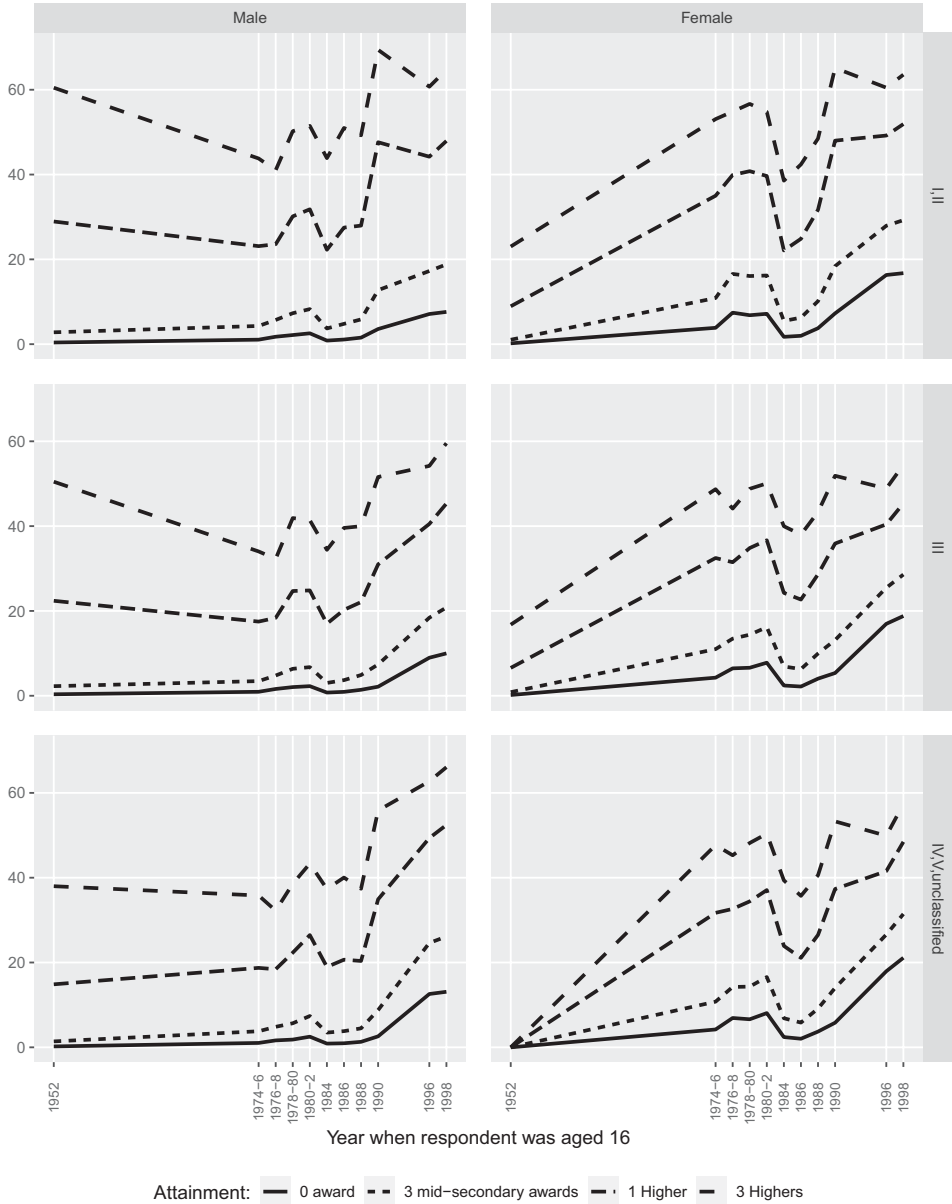 Male Female
60
40
20
0
I,II
60
40
20
0
III
60
40
20
0
IV,V,unclassified
1952 1974−6 1976−8 1978−80 1980−2 1984 1986 1988 1990 1996 1998 1952 1974−6 1976−8 1978−80 1980−2 1984 1986 1988 1990 1996 1998
Year when respondent was aged 16
Attainment: 0 award 3 mid−secondary awards 1 Higher 3 Highers